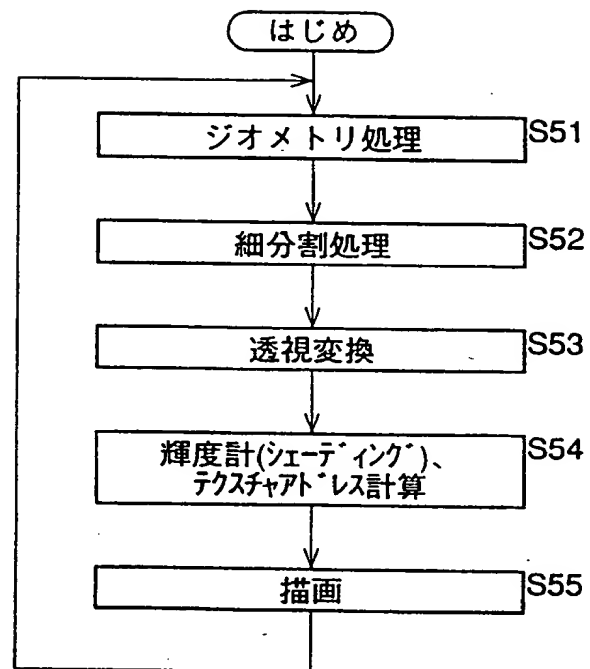 はじめ
ジオメトリ処理 S51
細分割処理 S52
透視変換 S53
輝度計(シェーディング)、 S54
テクスチャアドレス計算
描画 S55